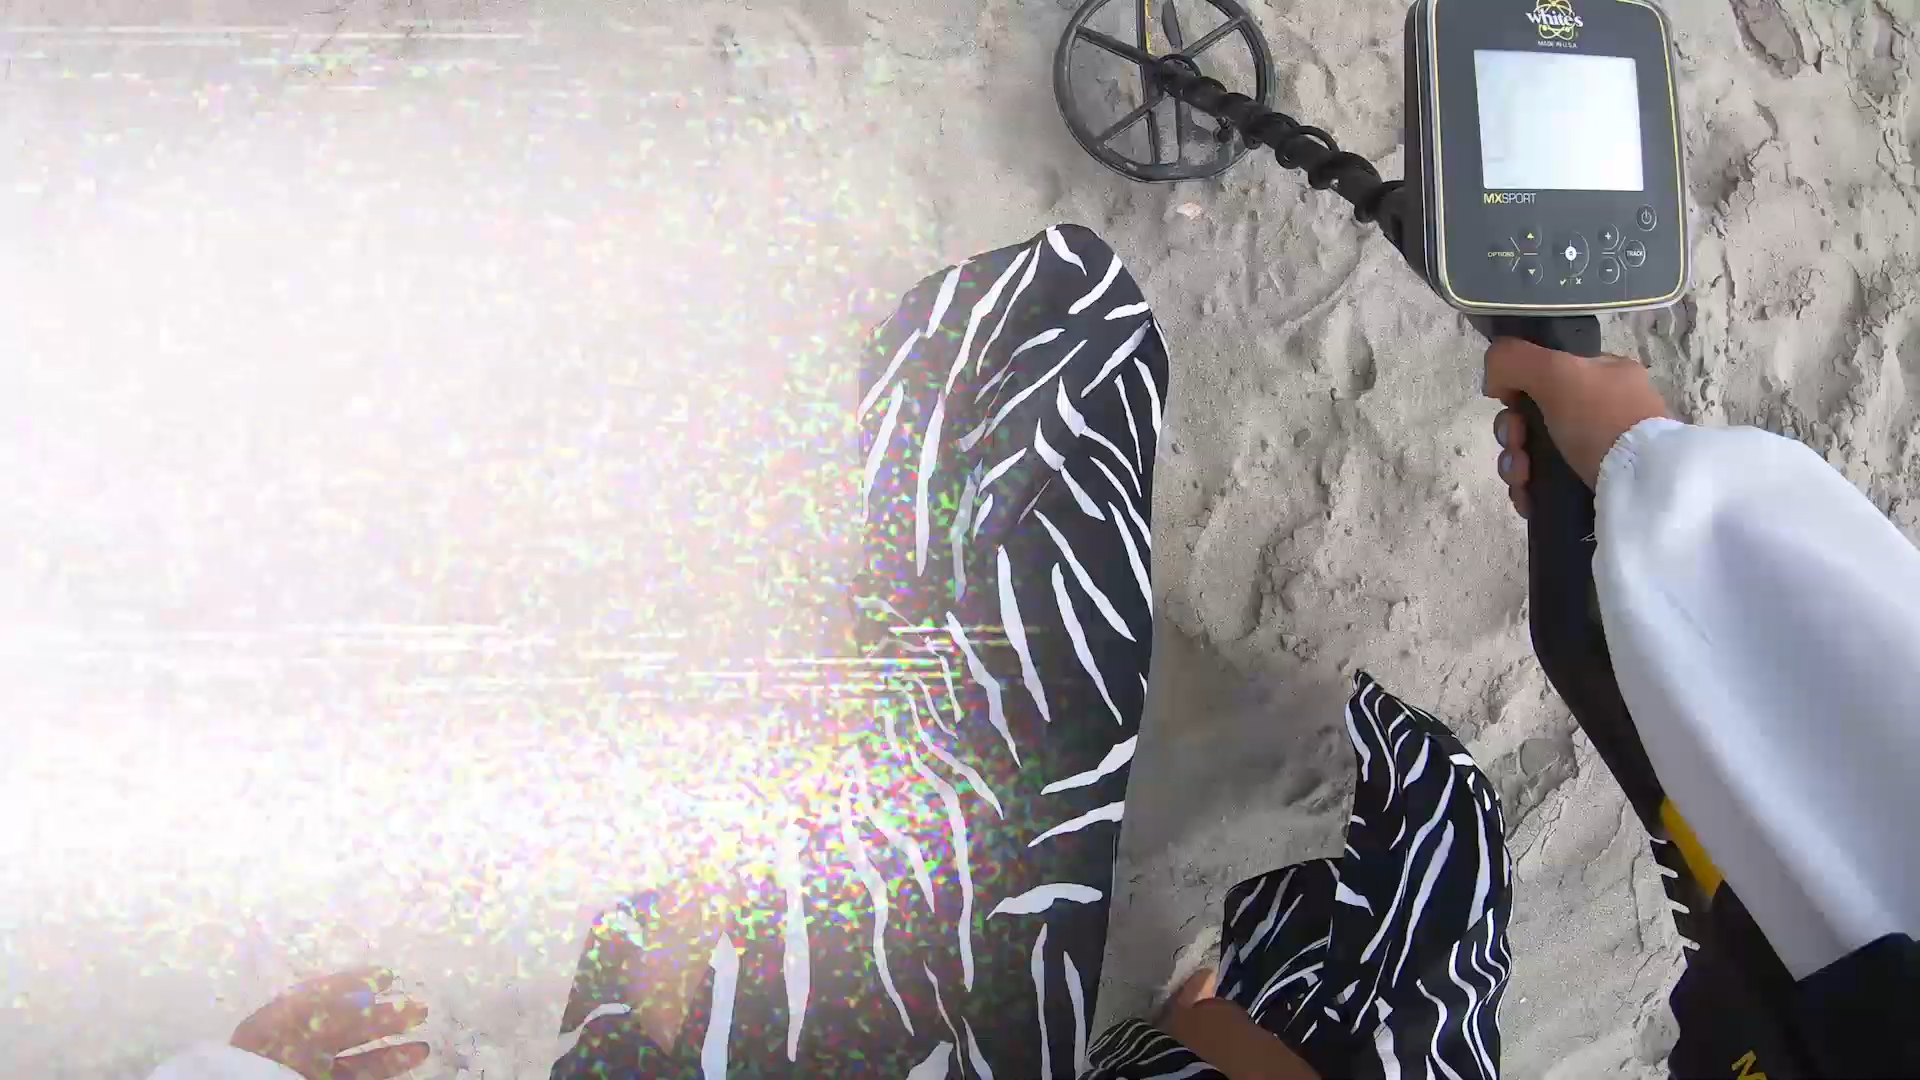 White's
MADE IN U.S.A.
MXSPORT
OPTIONS
+
TRACK
-